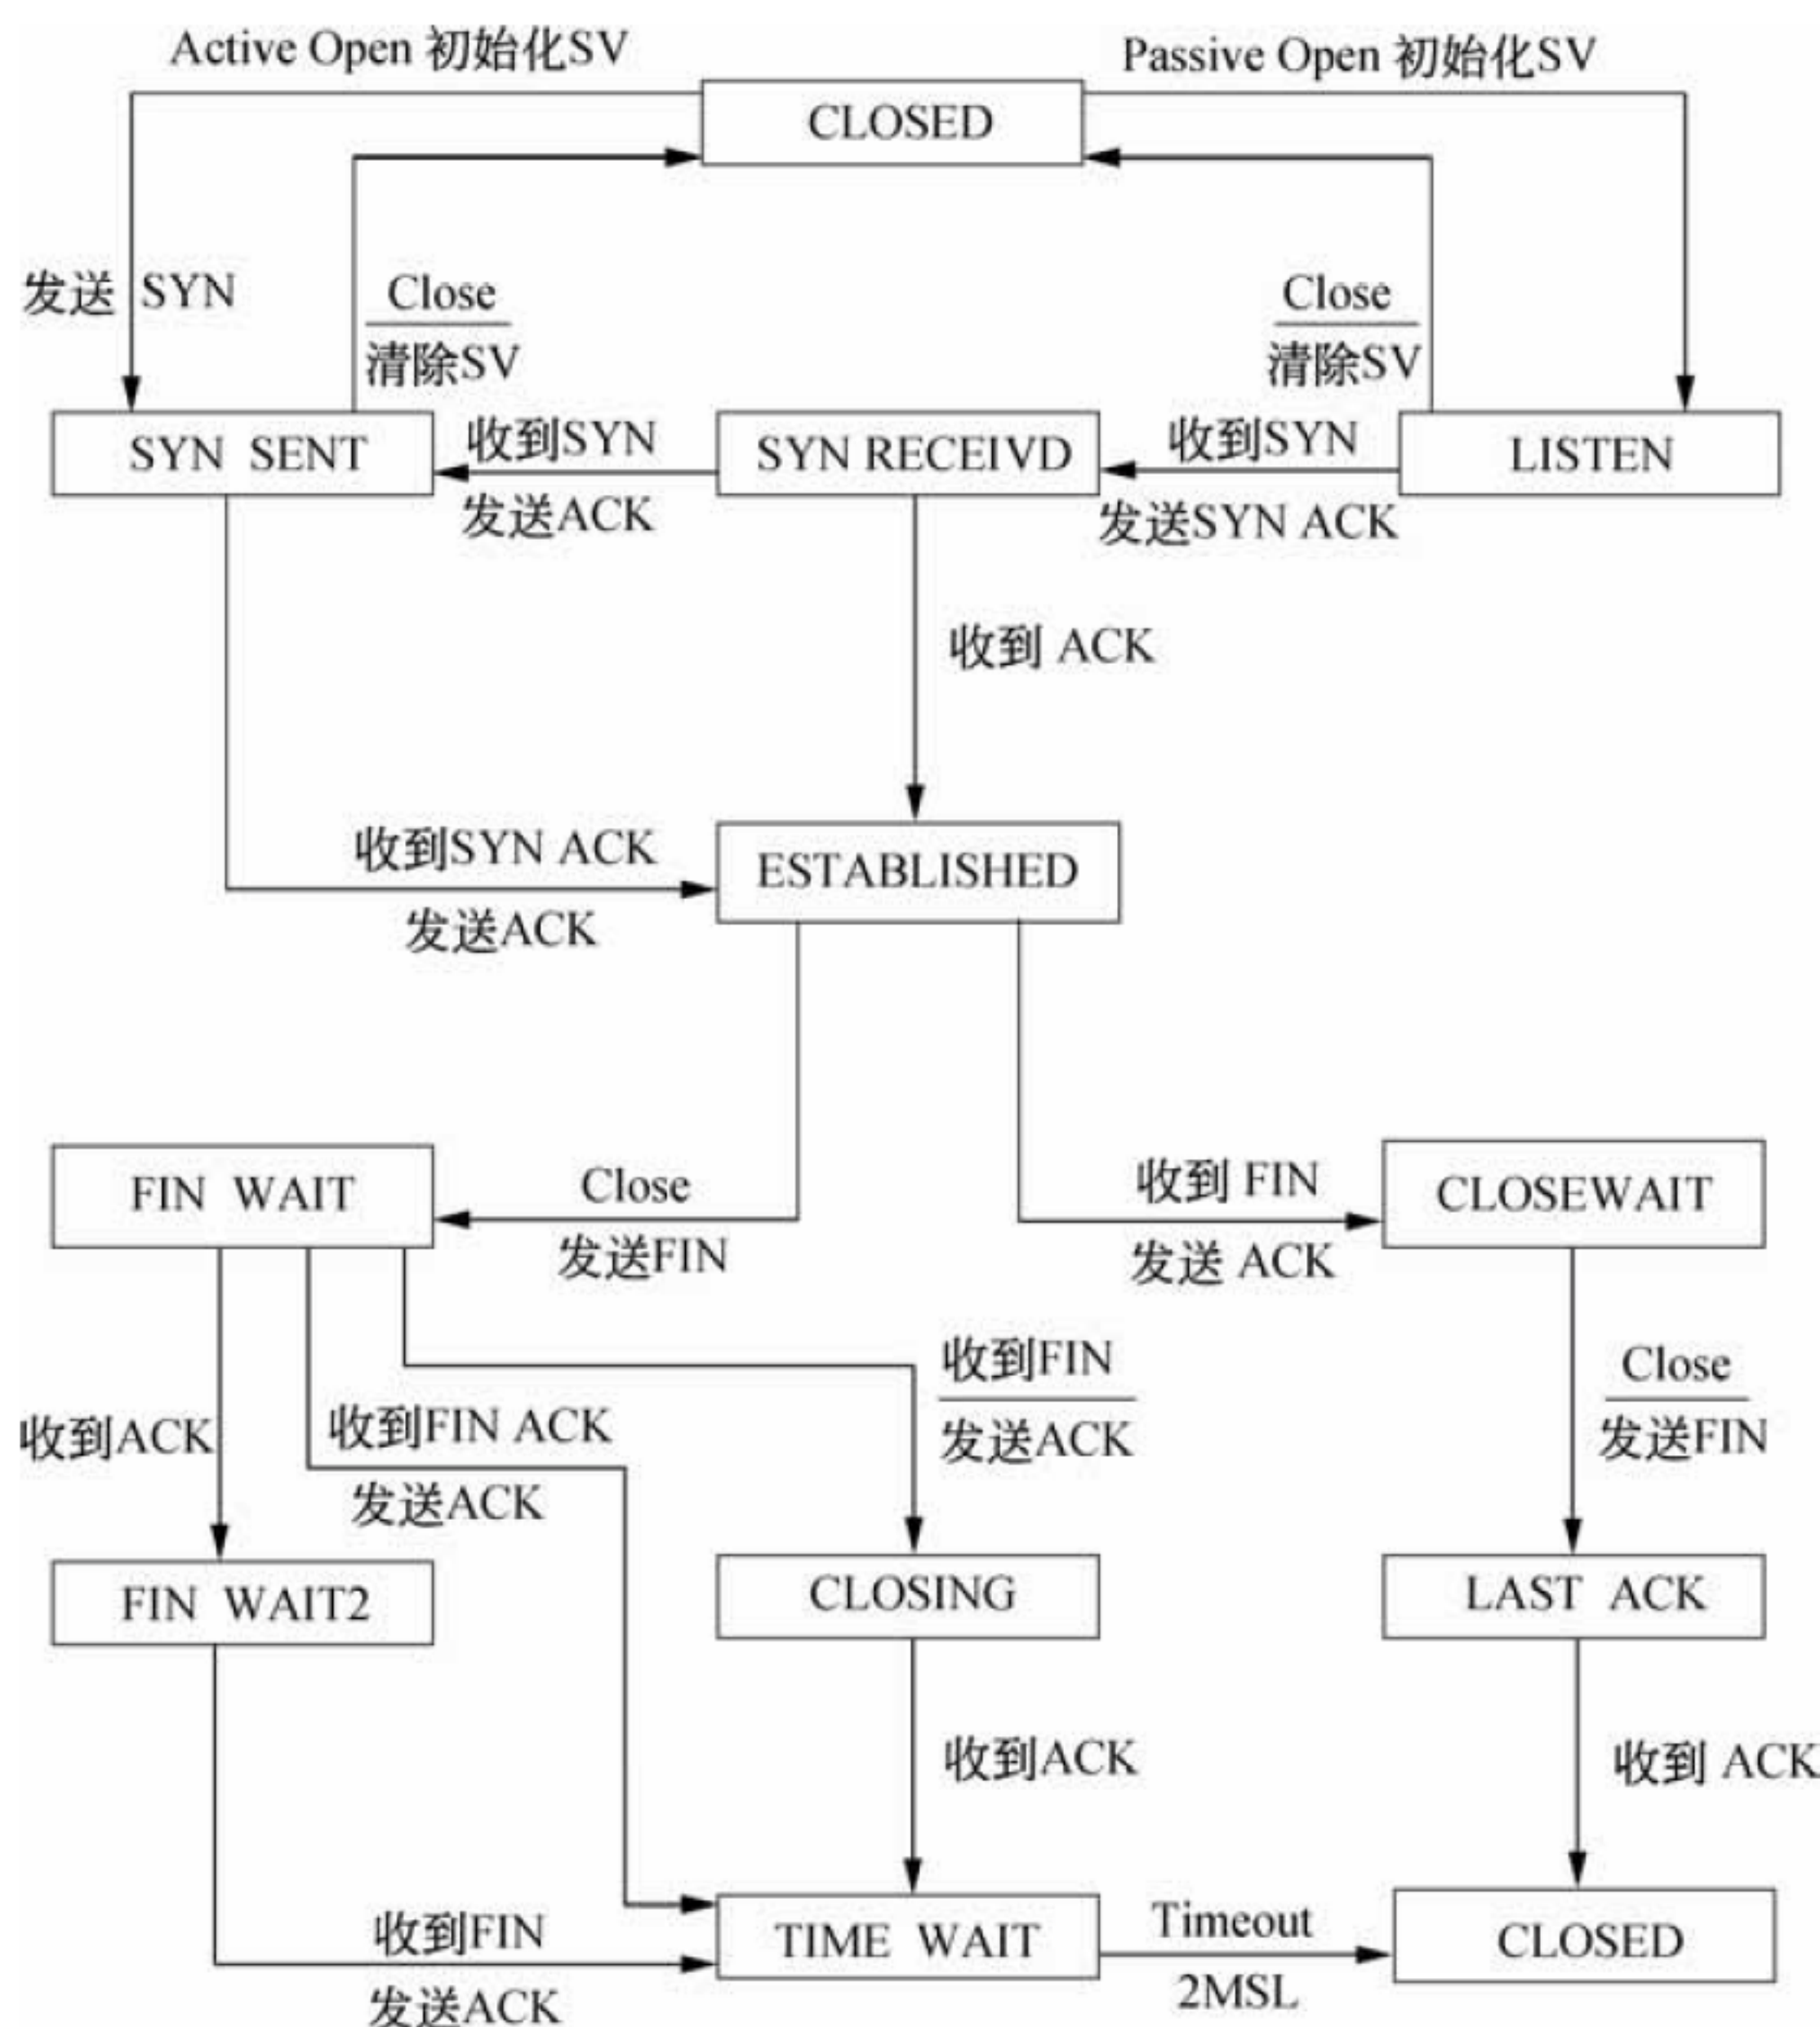 Active Open 初始化SV
Passive Open 初始化SV
CLOSED
发送 SYN
Close
清除SV
Close
清除SV
SYN SENT
收到SYN
发送ACK
SYN RECEIVD
收到SYN
发送SYN ACK
LISTEN
收到 ACK
收到SYN ACK
发送ACK
ESTABLISHED
FIN WAIT
Close
发送FIN
收到 FIN
发送 ACK
CLOSEWAIT
收到ACK
收到FIN ACK
发送ACK
收到FIN
发送ACK
Close
发送FIN
FIN WAIT2
CLOSING
LAST ACK
收到ACK
收到 ACK
收到FIN
发送ACK
TIME WAIT
Timeout
2MSL
CLOSED